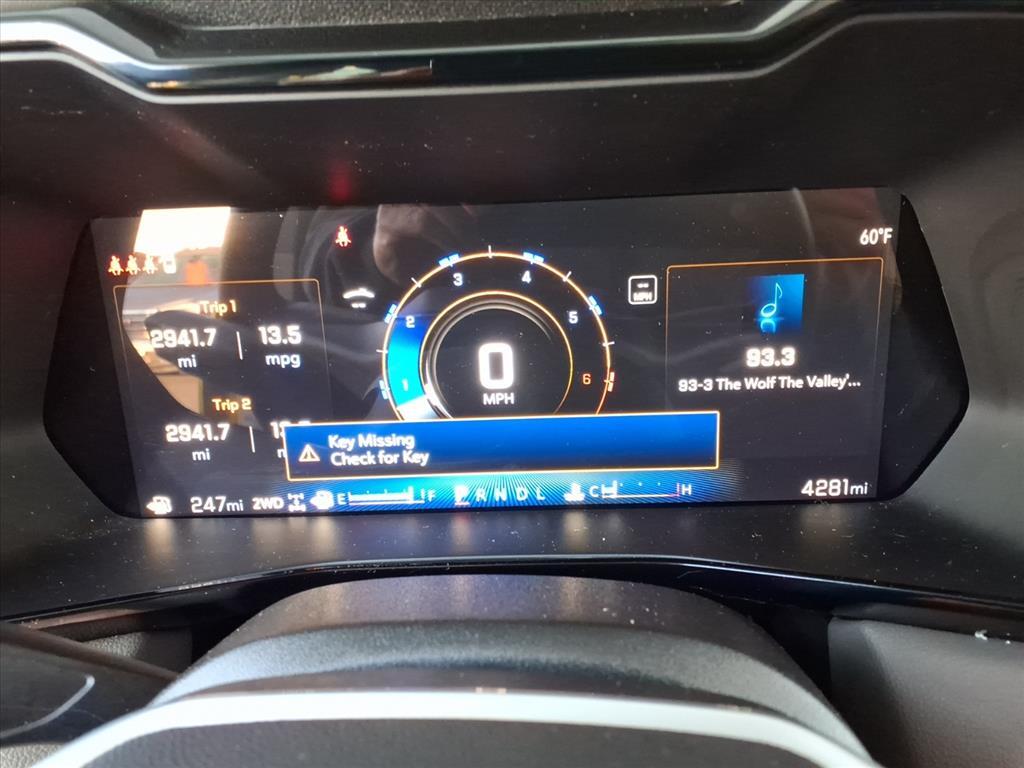 60°F
Trip 1
2941.7 mi
13.5 mpg
Trip 2
2941.7 mi
1 2 3 4 5 6
0
MPH
MPH
93.3
93-3 The Wolf The Valley'...
Key Missing
Check for Key
247mi 2WD E F P R N D L C H 4281mi